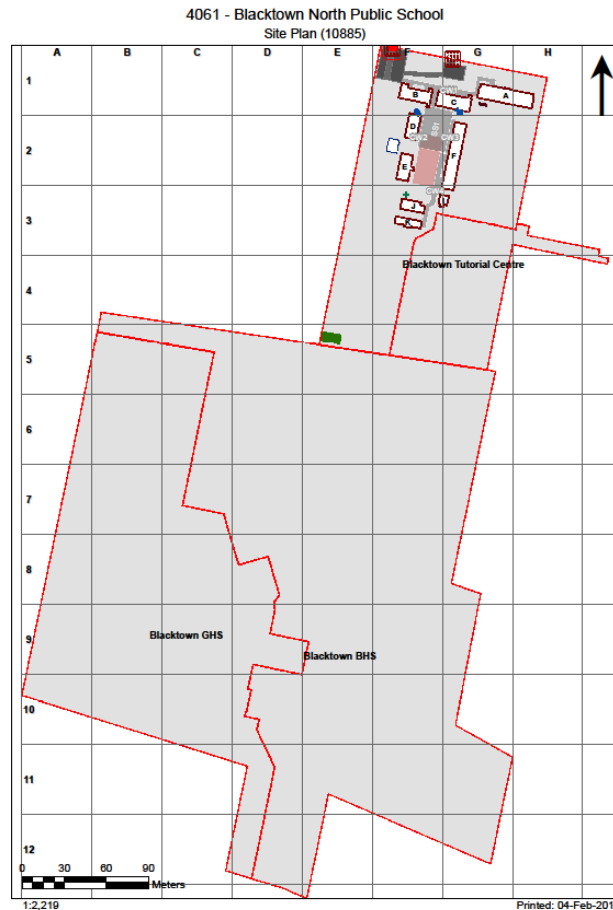 4061 - Blacktown North Public School
Site Plan (10885)
A B C D E F G H
1
B C A
D
2
E F
3
J
K
Blacktown Tutorial Centre
4
5
6
7
8
9
Blacktown GHS
Blacktown BHS
10
11
12
0 30 60 90
Meters
1:2,219
Printed: 04-Feb-201